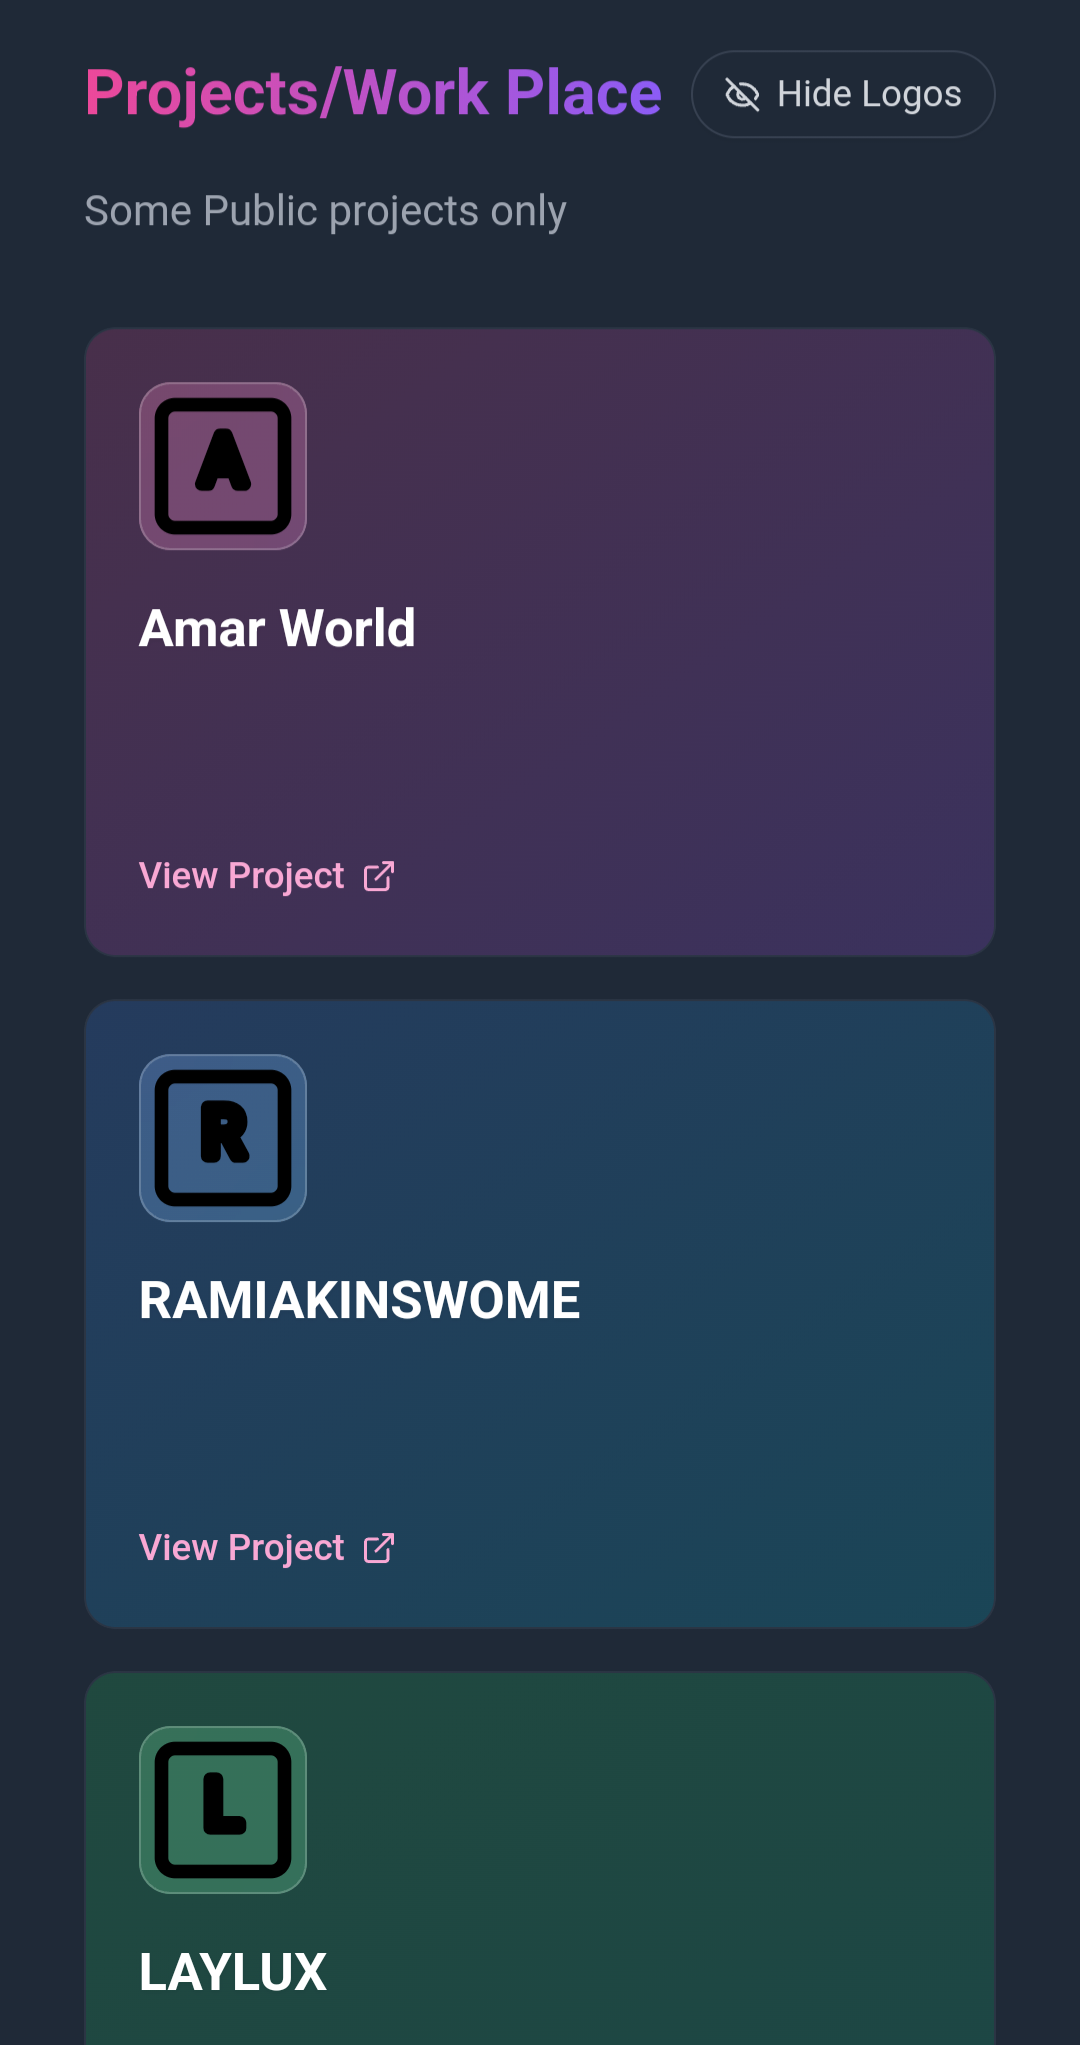 Projects/Work Place
Hide Logos
Some Public projects only
A
Amar World
View Project
R
RAMIAKINSWOME
View Project
L
LAYLUX